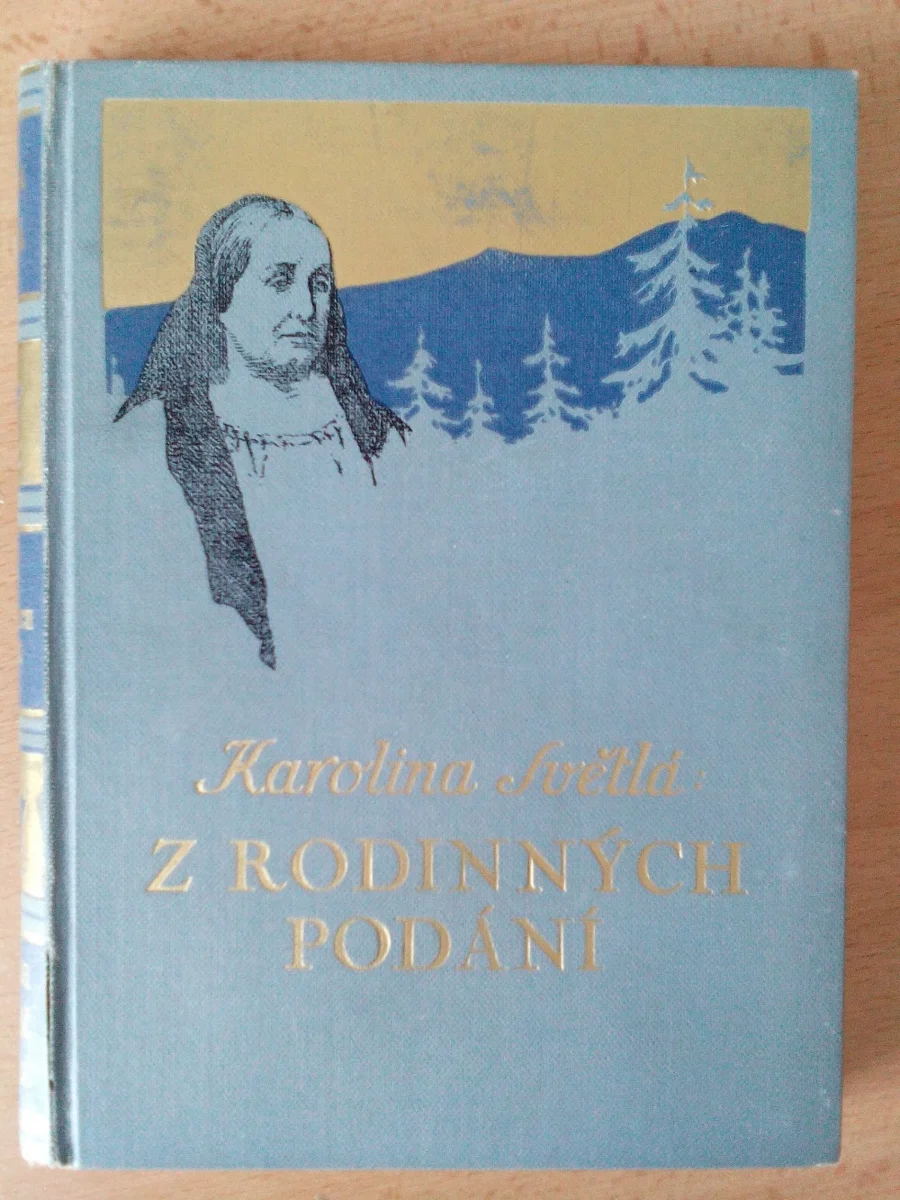 Karolina Světlá:
Z RODINNÝCH
PODÁNÍ